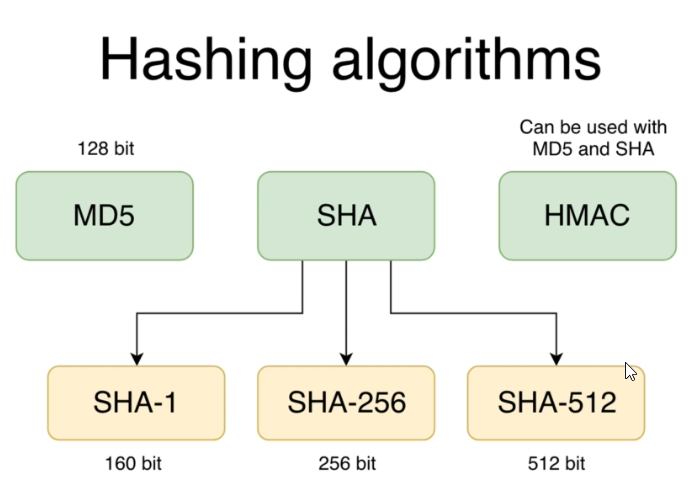 Hashing algorithms
128 bit
Can be used with
MD5 and SHA
MD5
SHA
HMAC
SHA-1
SHA-256
SHA-512
160 bit
256 bit
512 bit